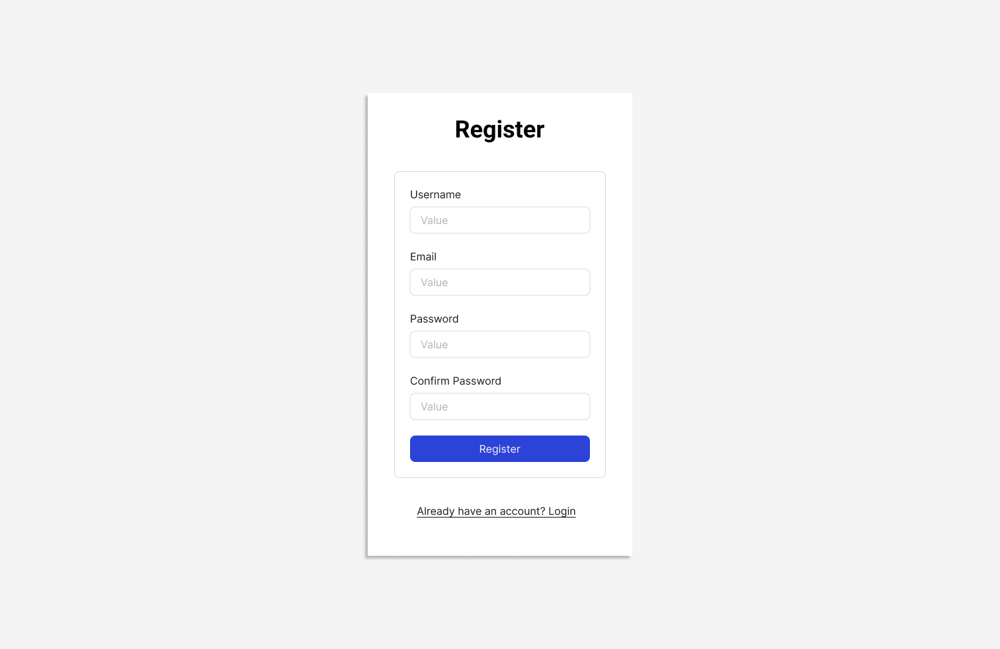 Register
Username
Value
Email
Value
Password
Value
Confirm Password
Value
Register
Already have an account? Login